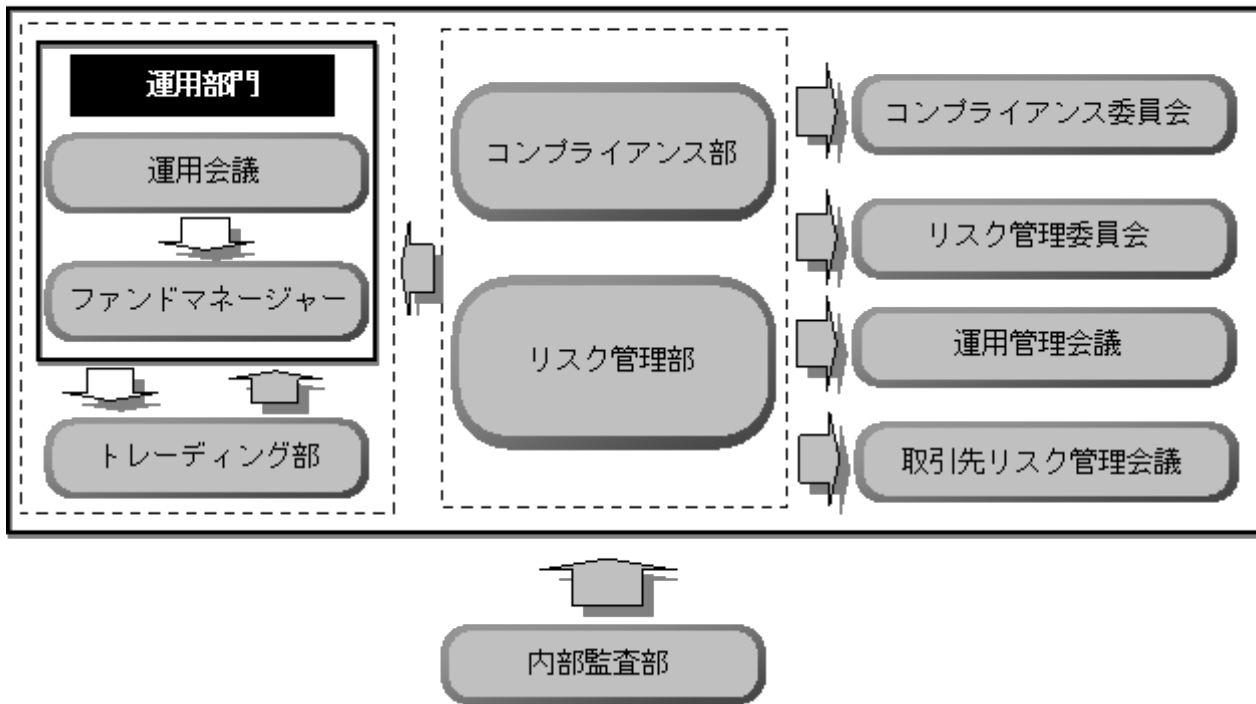 運用部門
運用会議
ファンドマネージャー
トレーディング部
コンプライアンス部
リスク管理部
コンプライアンス委員会
リスク管理委員会
運用管理会議
取引先リスク管理会議
内部監査部